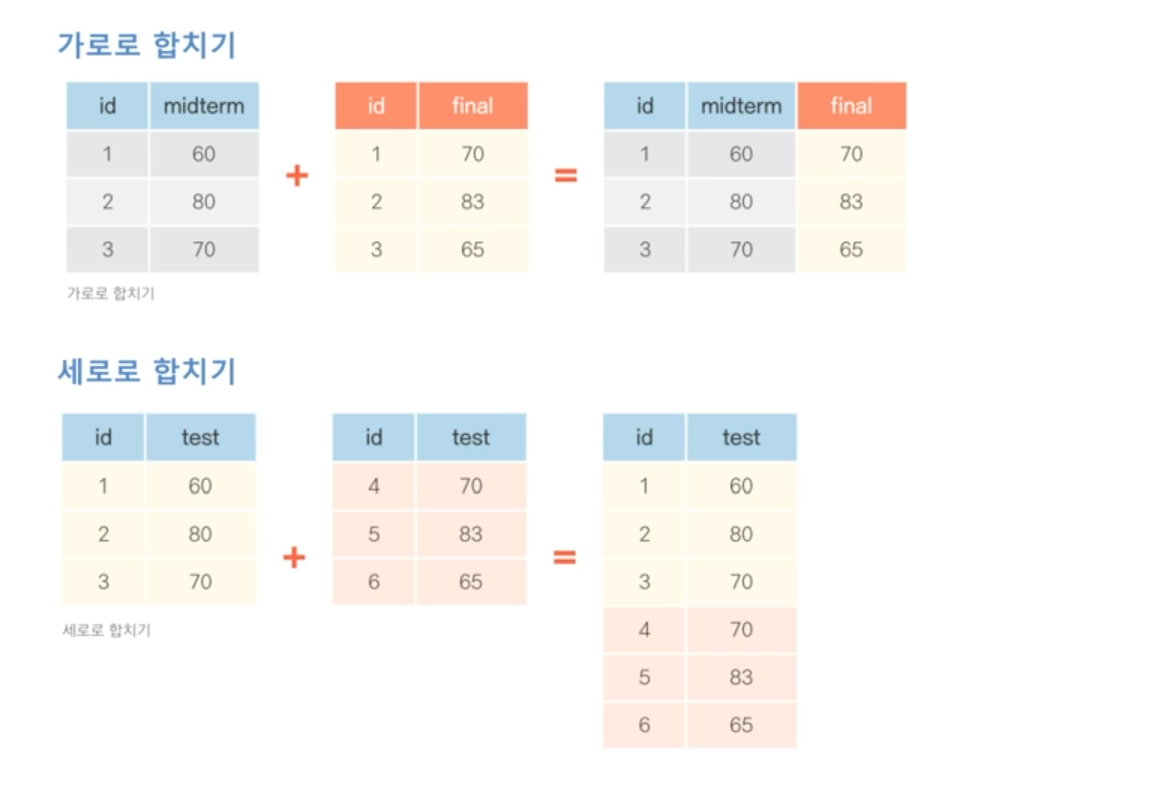 가로로 합치기
id midterm id final id midterm final
1 60 1 70 1 60 70
+ =
2 80 2 83 2 80 83
3 70 3 65 3 70 65
가로로 합치기
세로로 합치기
id test id test id test
1 60 4 70 1 60
2 80 5 83 2 80
+ =
3 70 6 65 3 70
세로로 합치기
4 70
5 83
6 65